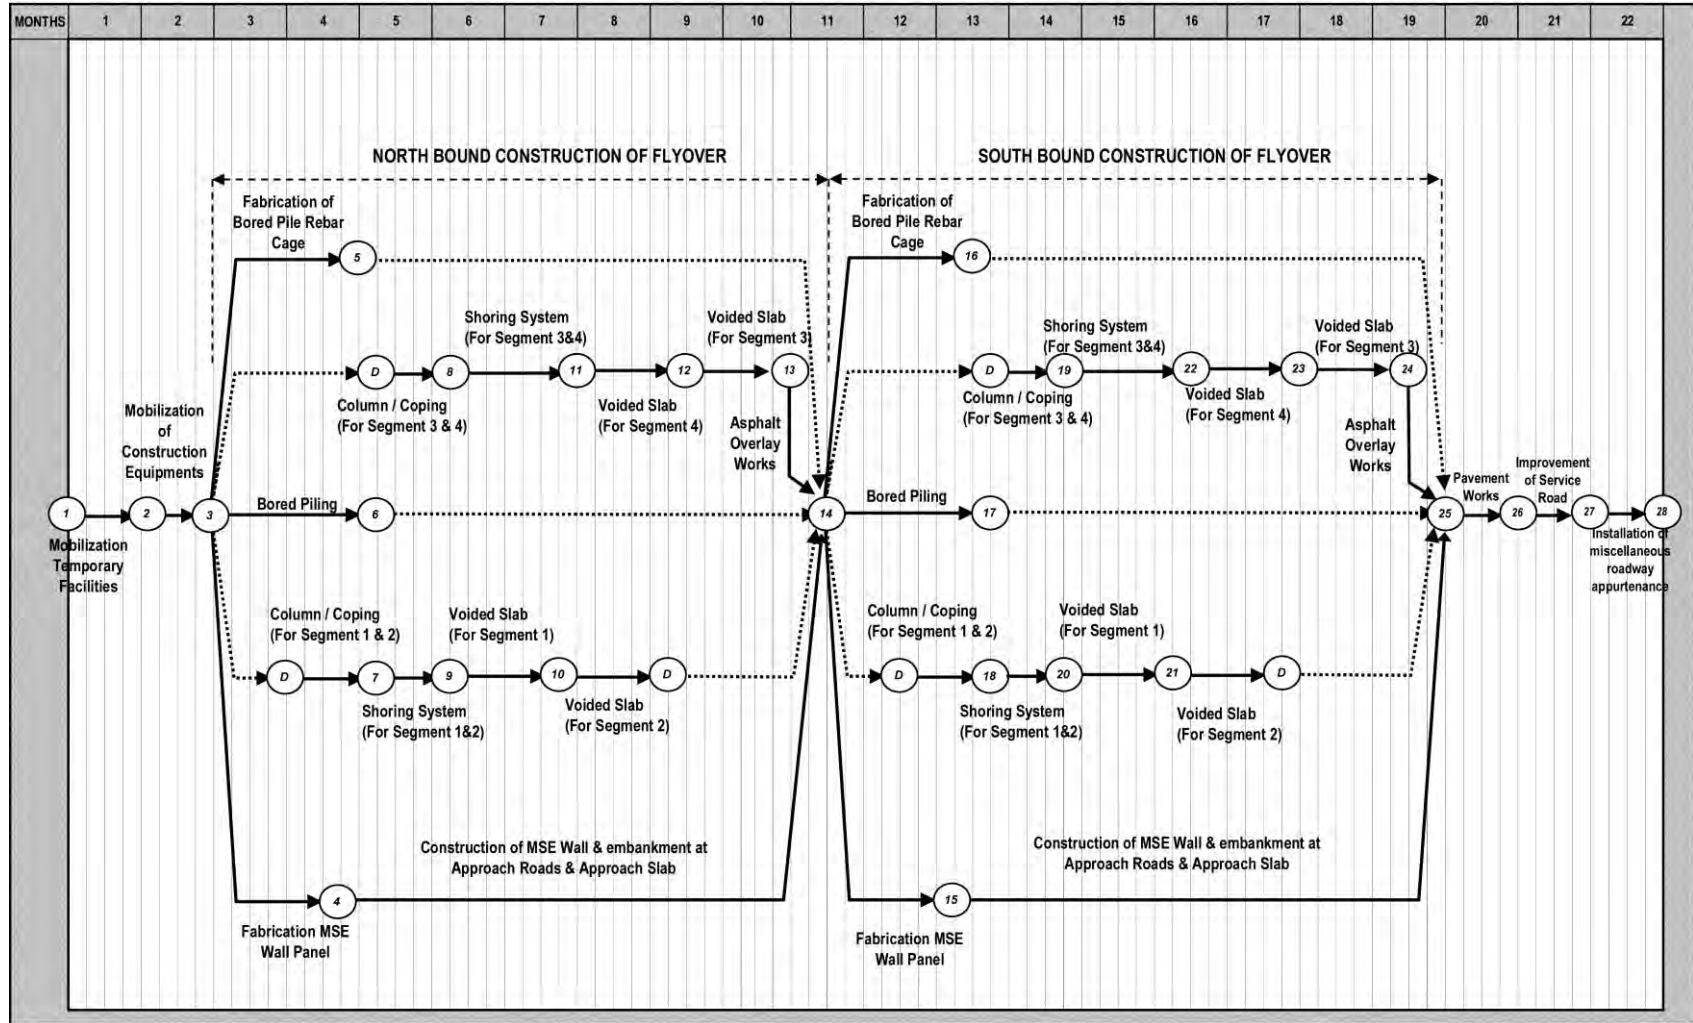 MONTHS 1 2 3 4 5 6 7 8 9 10 11 12 13 14 15 16 17 18 19 20 21 22
NORTH BOUND CONSTRUCTION OF FLYOVER
SOUTH BOUND CONSTRUCTION OF FLYOVER
Fabrication of
Bored Pile Rebar
Cage
5
Fabrication of
Bored Pile Rebar
Cage
16
Shoring System
(For Segment 3&4)
Voided Slab
(For Segment 3)
D 8 11 12 13
Column / Coping
(For Segment 3 & 4)
Voided Slab
(For Segment 4)
Asphalt
Overlay
Works
Shoring System
(For Segment 3&4)
Voided Slab
(For Segment 3)
D 19 22 23 24
Column / Coping
(For Segment 3 & 4)
Voided Slab
(For Segment 4)
Asphalt
Overlay
Works
Mobilization
of
Construction
Equipments
1 2 3
Mobilization
Temporary
Facilities
Bored Piling
6 14
Bored Piling
17 25
Pavement
Works
26
Improvement
of Service
Road
27 28
Installation of
miscellaneous
roadway
appurtenance
Column / Coping
(For Segment 1 & 2)
Voided Slab
(For Segment 1)
D 7 9 10 D
Shoring System
(For Segment 1&2)
Voided Slab
(For Segment 2)
Column / Coping
(For Segment 1 & 2)
Voided Slab
(For Segment 1)
D 18 20 21 D
Shoring System
(For Segment 1&2)
Voided Slab
(For Segment 2)
Construction of MSE Wall & embankment at
Approach Roads & Approach Slab
4
Fabrication MSE
Wall Panel
Construction of MSE Wall & embankment at
Approach Roads & Approach Slab
15
Fabrication MSE
Wall Panel